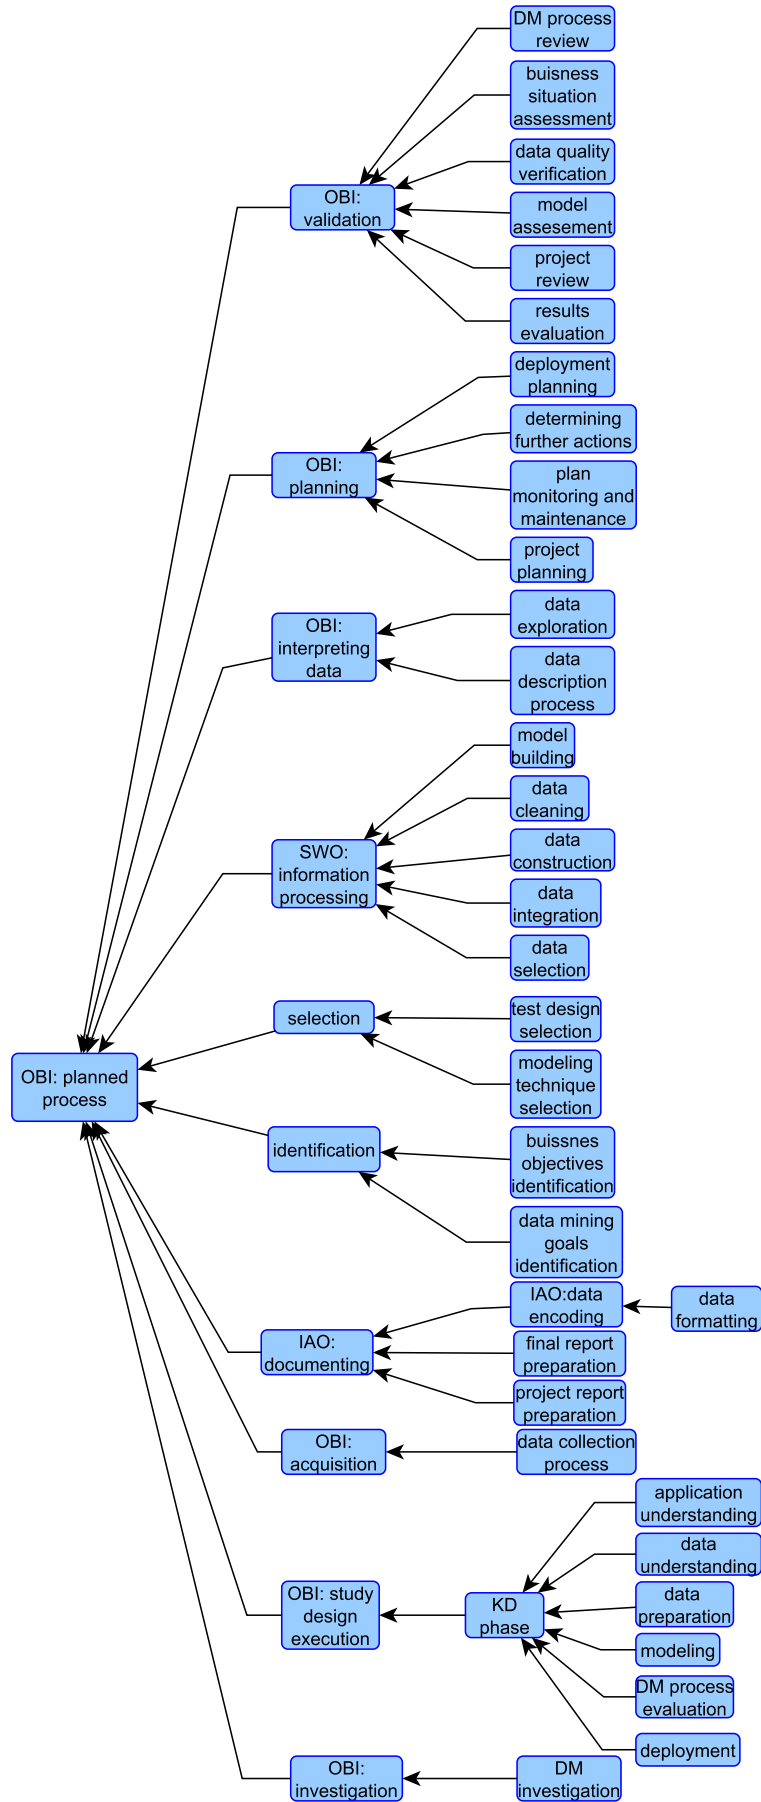 DM process
review
buisness
situation
assessment
data quality
verification
OBI:
validation
model
assesement
project
review
results
evaluation
deployment
planning
determining
further actions
OBI:
planning
plan
monitoring and
maintenance
project
planning
data
exploration
OBI:
interpreting
data
data
description
process
model
building
data
cleaning
SWO:
information
processing
data
construction
data
integration
data
selection
selection
test design
selection
OBI: planned
process
modeling
technique
selection
identification
buissnes
objectives
identification
data mining
goals
identification
IAO:data
encoding
data
formatting
IAO:
documenting
final report
preparation
project report
preparation
OBI:
acquisition
data collection
process
application
understanding
data
understanding
OBI: study
design
execution
KD
phase
data
preparation
modeling
DM process
evaluation
deployment
OBI:
investigation
DM
investigation